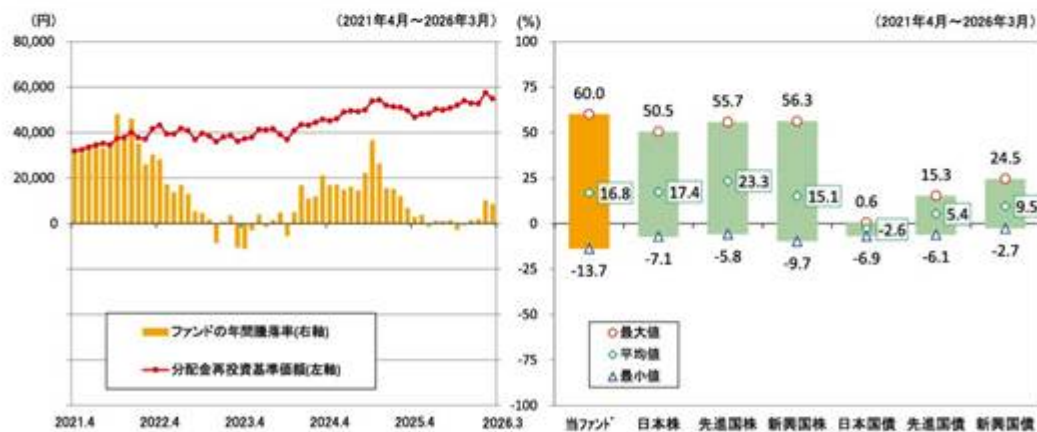 (円)
(2021年4月～2026年3月)
80,000
60,000
40,000
20,000
0
ファンドの年間騰落率(右軸)
分配金再投資基準価額(左軸)
2021.4 2022.4 2023.4 2024.4 2025.4 2026.3
(%)
(2021年4月～2026年3月)
100
75
50
25
0
-25
-50
-75
-100
60.0 50.5 55.7 56.3 0.6 15.3 24.5
16.8 17.4 23.3 15.1 -2.6 5.4 9.5
-13.7 -7.1 -5.8 -9.7 -6.9 -6.1 -2.7
最大値
平均値
最小値
当ファンド 日本株 先進国株 新興国株 日本国債 先進国債 新興国債